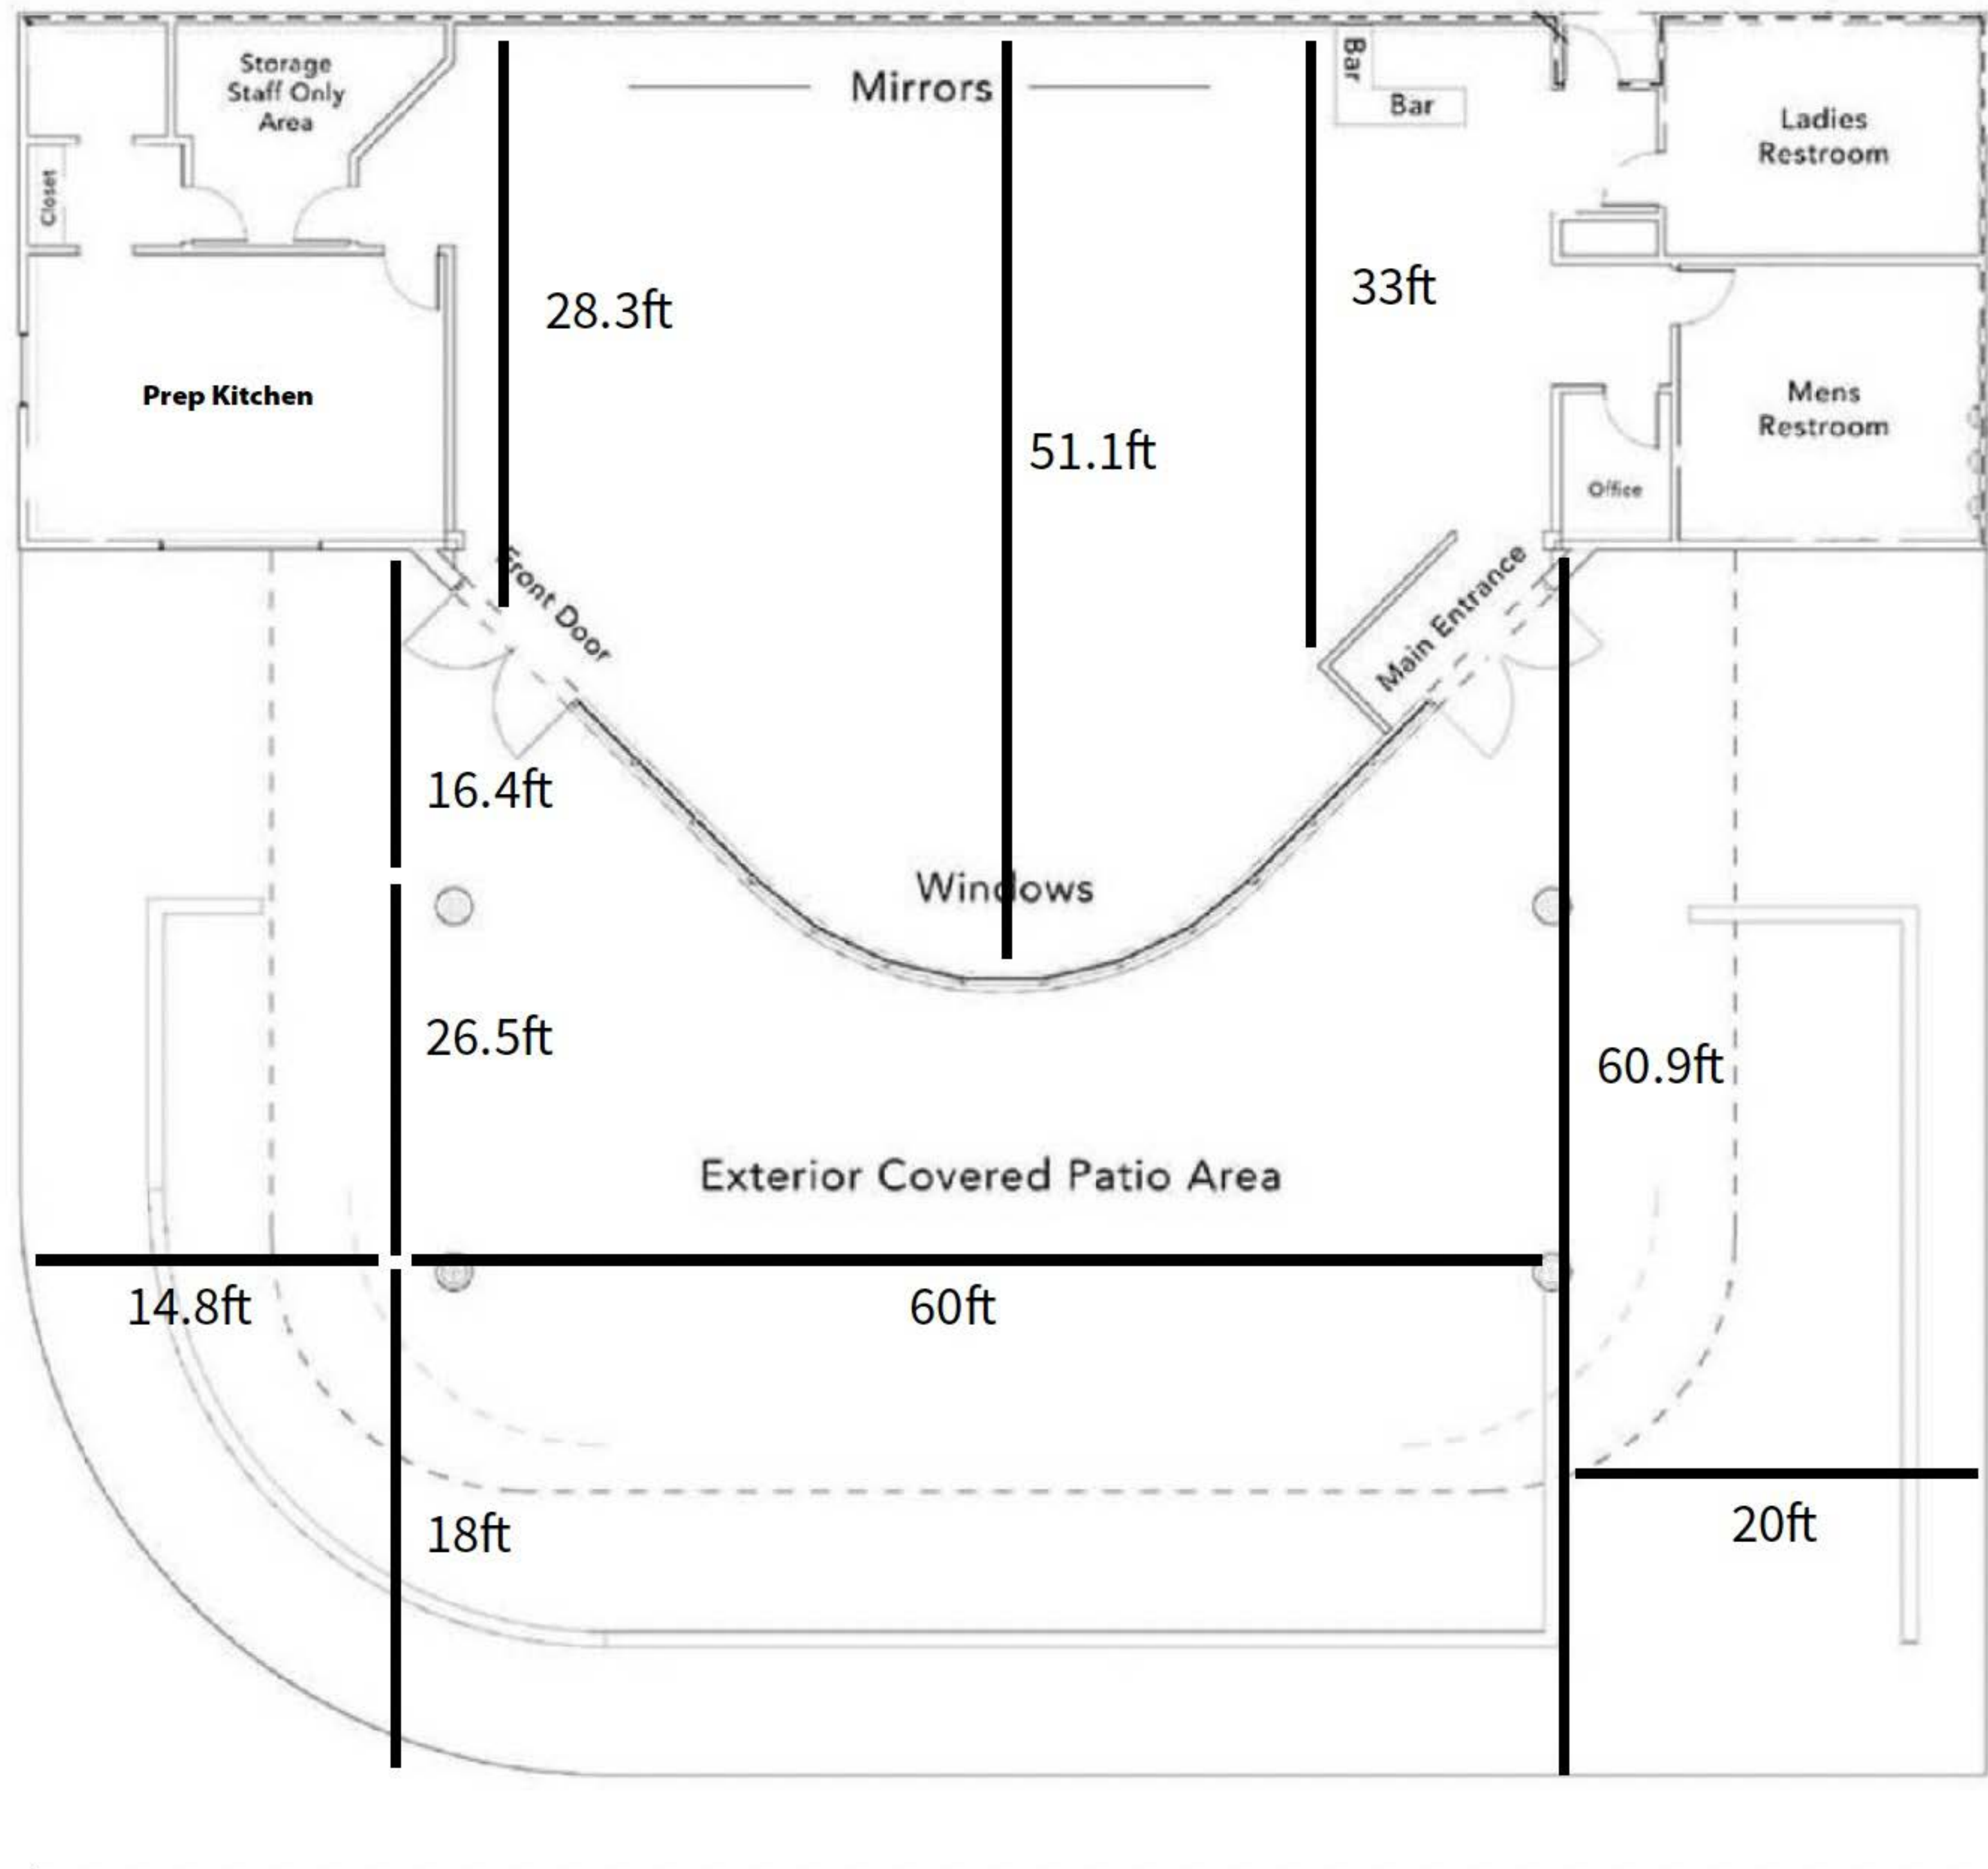 Storage
Staff Only
Area
Mirrors
Bar
Bar
Ladies
Restroom
Closet
28.3ft
33ft
Prep Kitchen
51.1ft
Mens
Restroom
Office
Front Door
Main Entrance
16.4ft
Windows
26.5ft
60.9ft
Exterior Covered Patio Area
14.8ft
60ft
18ft
20ft